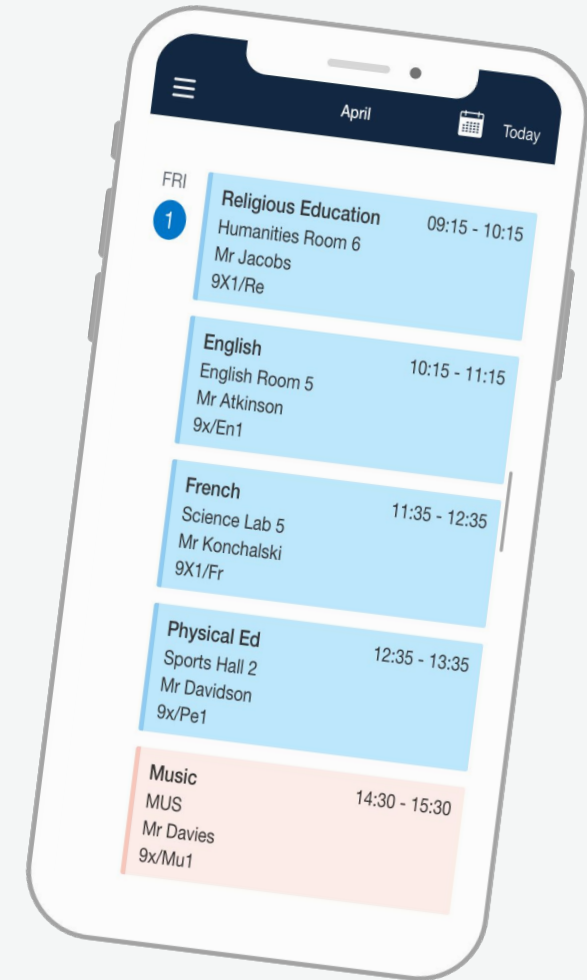 April
Today
FRI
1
Religious Education 09:15 - 10:15
Humanities Room 6
Mr Jacobs
9X1/Re
English 10:15 - 11:15
English Room 5
Mr Atkinson
9x/En1
French 11:35 - 12:35
Science Lab 5
Mr Konchalski
9X1/Fr
Physical Ed 12:35 - 13:35
Sports Hall 2
Mr Davidson
9x/Pe1
Music 14:30 - 15:30
MUS
Mr Davies
9x/Mu1